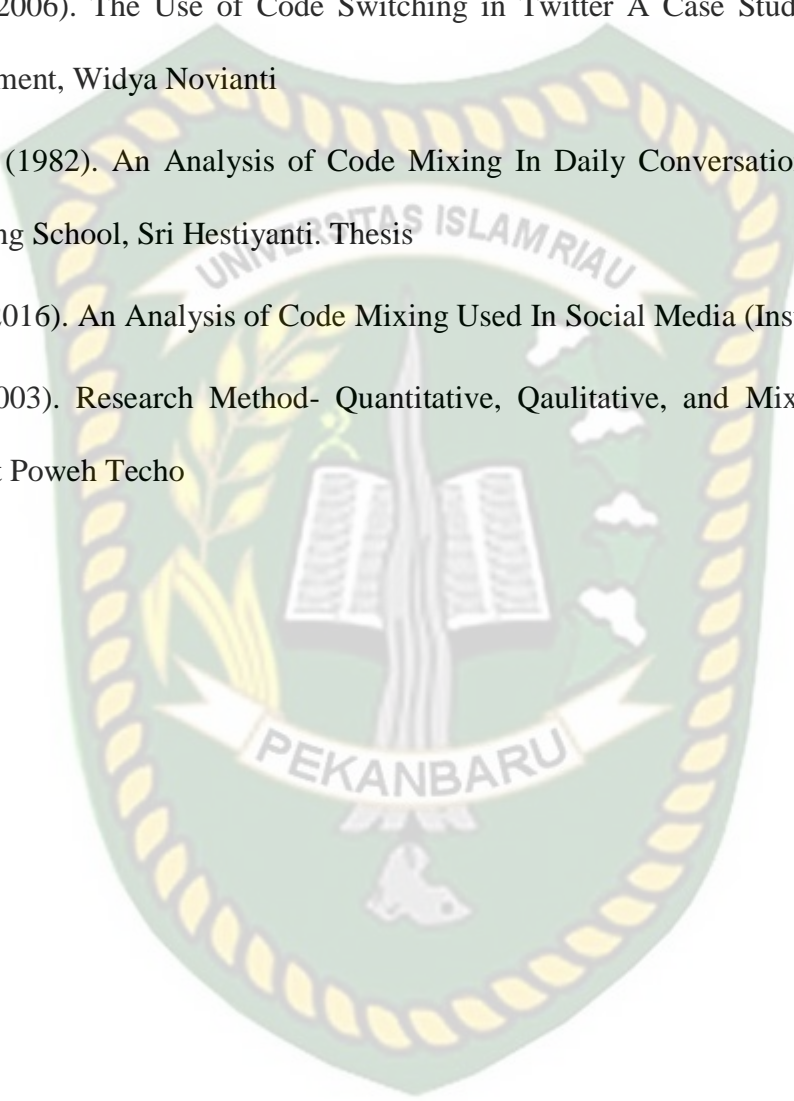 2006). The Use of Code Switching in Twitter A Case Stud
ment, Widya Novianti
(1982). An Analysis of Code Mixing In Daily Conversatio
ng School, Sri Hestiyanti. Thesis
UNIVERSITAS ISLAM RIAU
2016). An Analysis of Code Mixing Used In Social Media (Ins
003). Research Method- Quantitative, Qaulitative, and Mix
t Poweh Techo
PEKANBARU